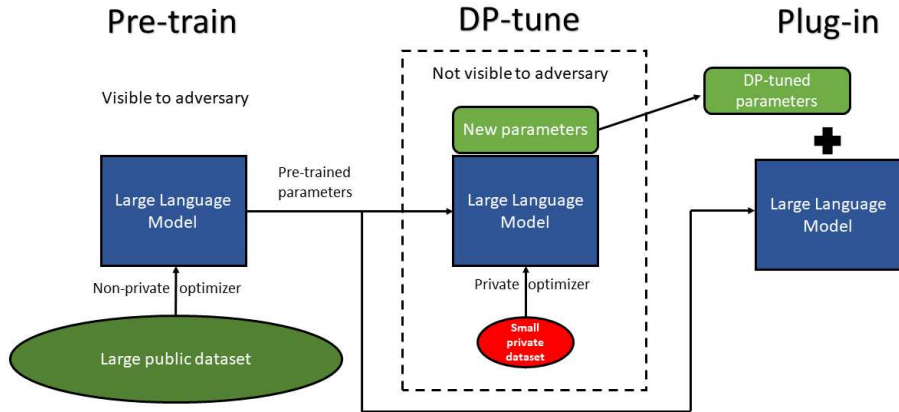 Pre-train
DP-tune
Plug-in
Visible to adversary
Not visible to adversary
New parameters
DP-tuned
parameters
Large Language
Model
Pre-trained
parameters
Large Language
Model
Large Language
Model
Non-private optimizer
Private optimizer
Large public dataset
Small
private
dataset